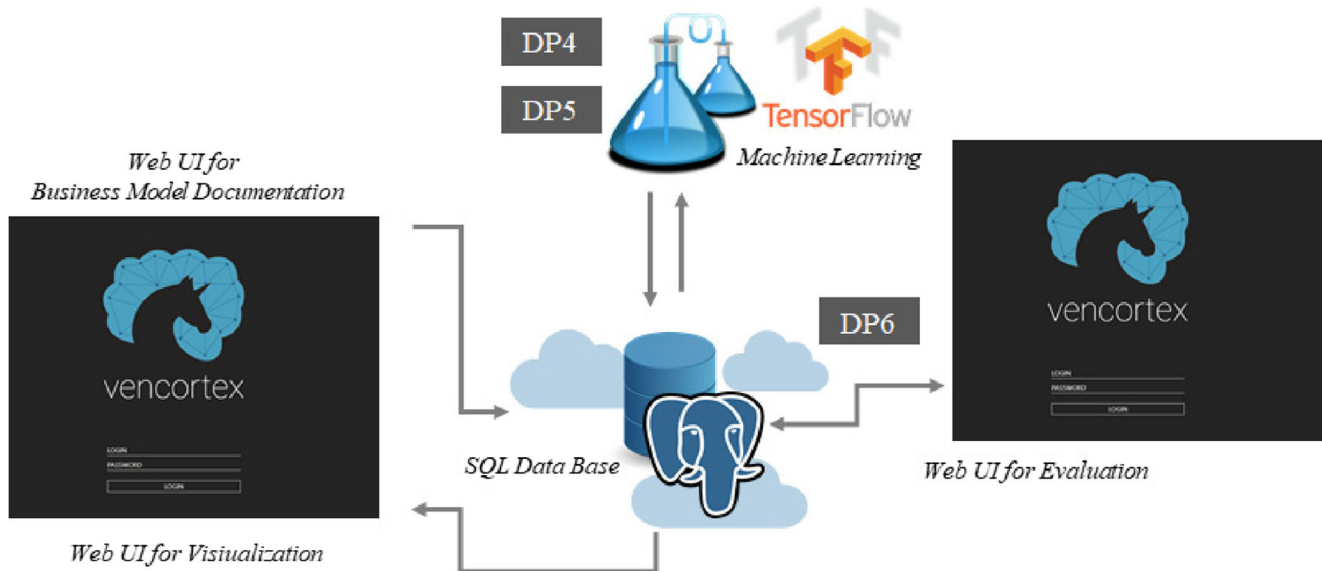 DP4
DP5
TensorFlow
Machine Learning
Web UI for
Business Model Documentation
vencortex
LOGIN
PASSWORD
LOGIN
DP6
vencortex
LOGIN
PASSWORD
LOGIN
SQL Data Base
Web UI for Evaluation
Web UI for Visiualization